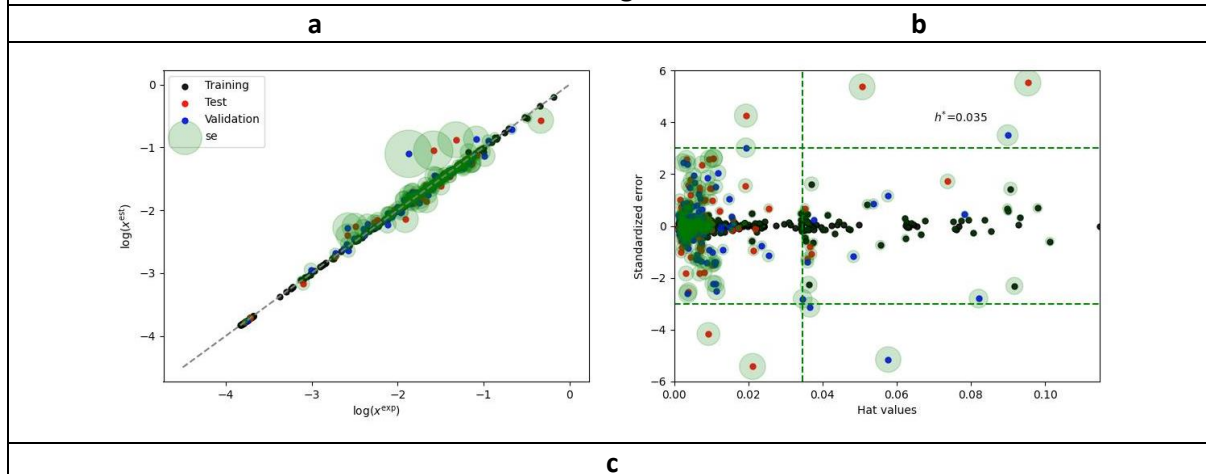 a b
0
−1
−2
−3
−4
−4 −3 −2 −1 0
log(x^est)
log(x^exp)
Training
Test
Validation
se
6
4
2
0
−2
−4
−6
0.00 0.02 0.04 0.06 0.08 0.10
Standardized error
Hat values
h*=0.035
c